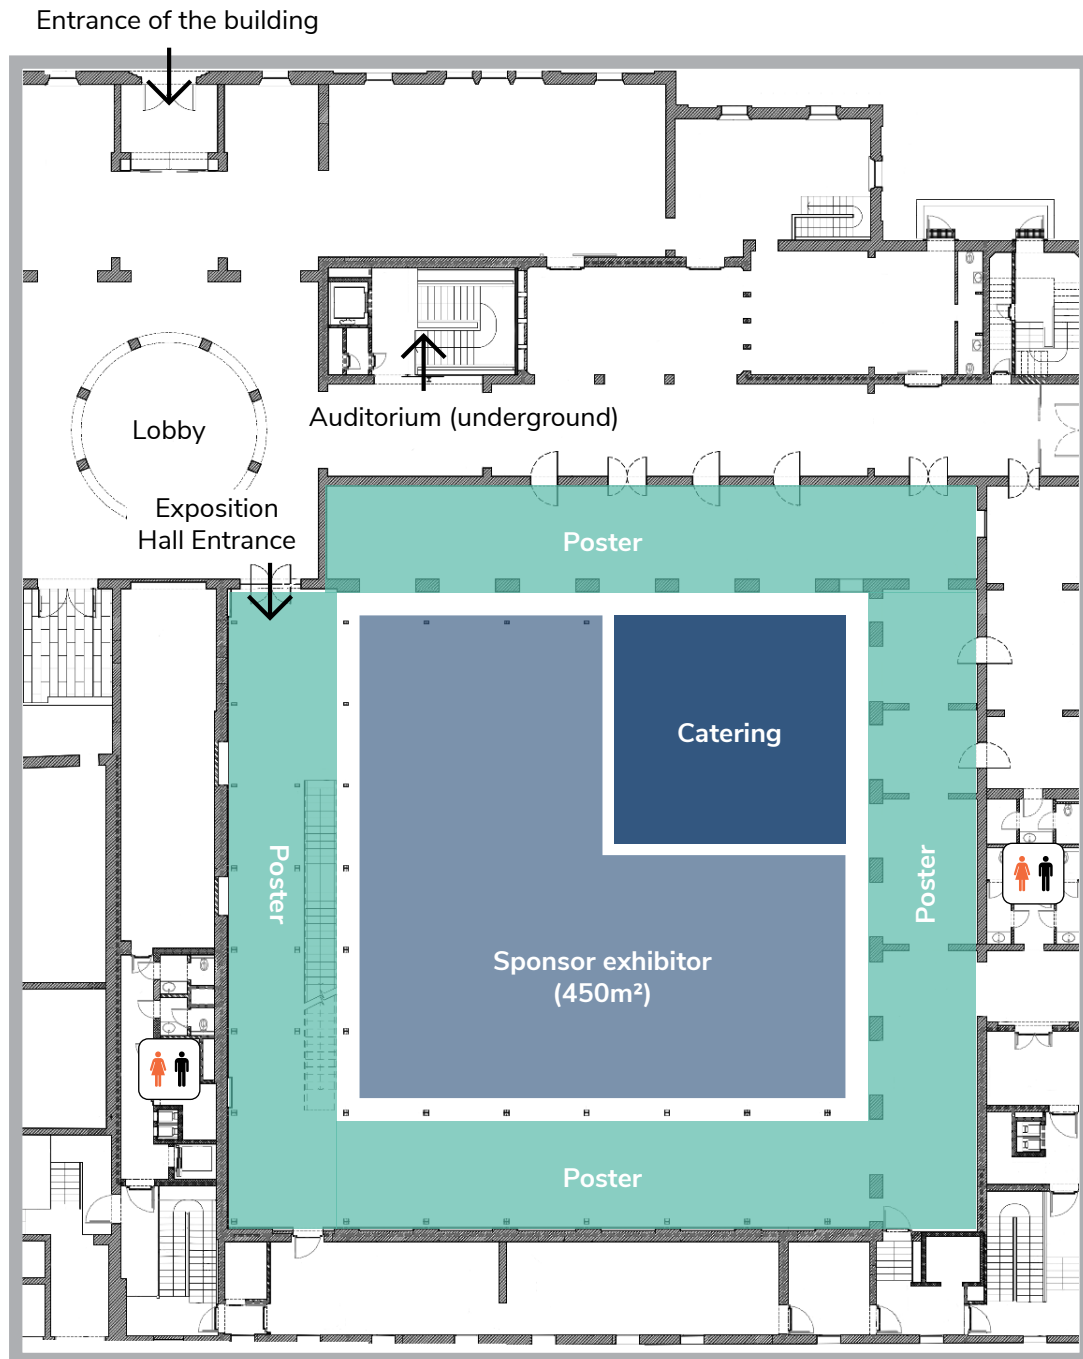 Entrance of the building
Auditorium (underground)
Lobby
Exposition
Hall Entrance
Poster
Catering
Poster
Poster
Sponsor exhibitor
(450m²)
Poster